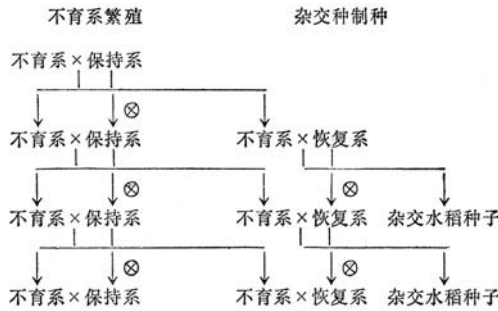 不育系繁殖 杂交种制种
不育系×保持系
⊗
不育系×保持系 不育系×恢复系
⊗ ⊗
不育系×保持系 不育系×恢复系 杂交水稻种子
⊗ ⊗
不育系×保持系 不育系×恢复系 杂交水稻种子